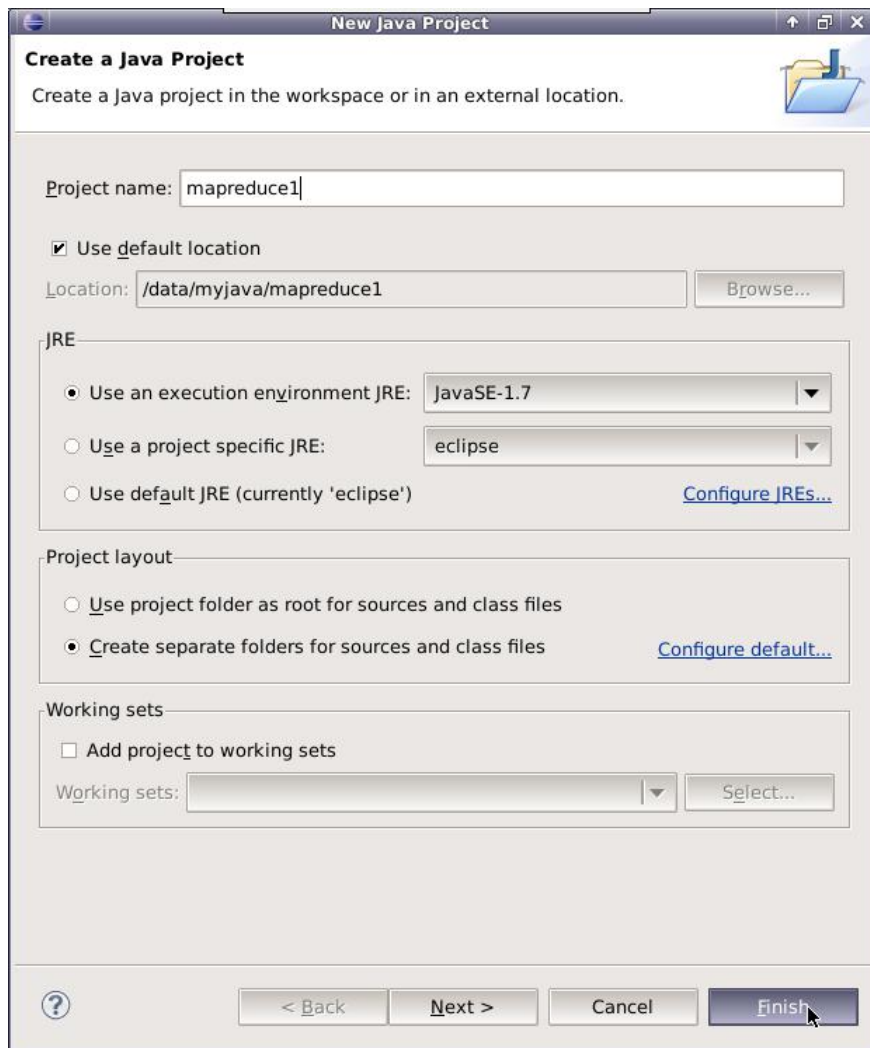 New Java Project
Create a Java Project
Create a Java project in the workspace or in an external location.
Project name: mapreduce1
Use default location
Location: /data/myjava/mapreduce1 Browse...
JRE
Use an execution environment JRE: JavaSE-1.7
Use a project specific JRE: eclipse
Use default JRE (currently 'eclipse') Configure JREs...
Project layout
Use project folder as root for sources and class files
Create separate folders for sources and class files Configure default...
Working sets
Add project to working sets
Working sets: Select...
? < Back Next > Cancel Finish